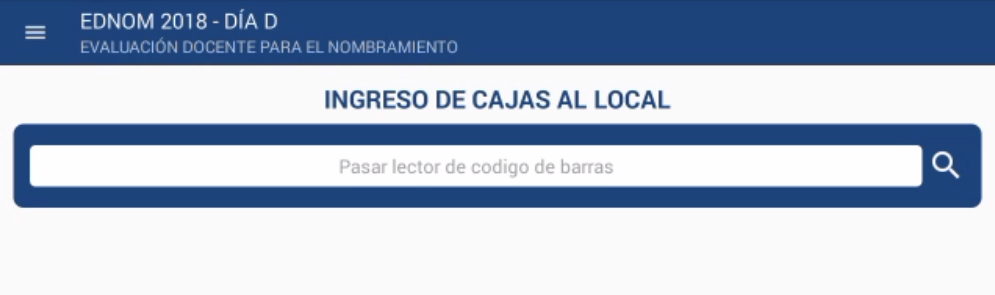 EDNOM 2018 - DÍA D
EVALUACIÓN DOCENTE PARA EL NOMBRAMIENTO
INGRESO DE CAJAS AL LOCAL
Pasar lector de codigo de barras